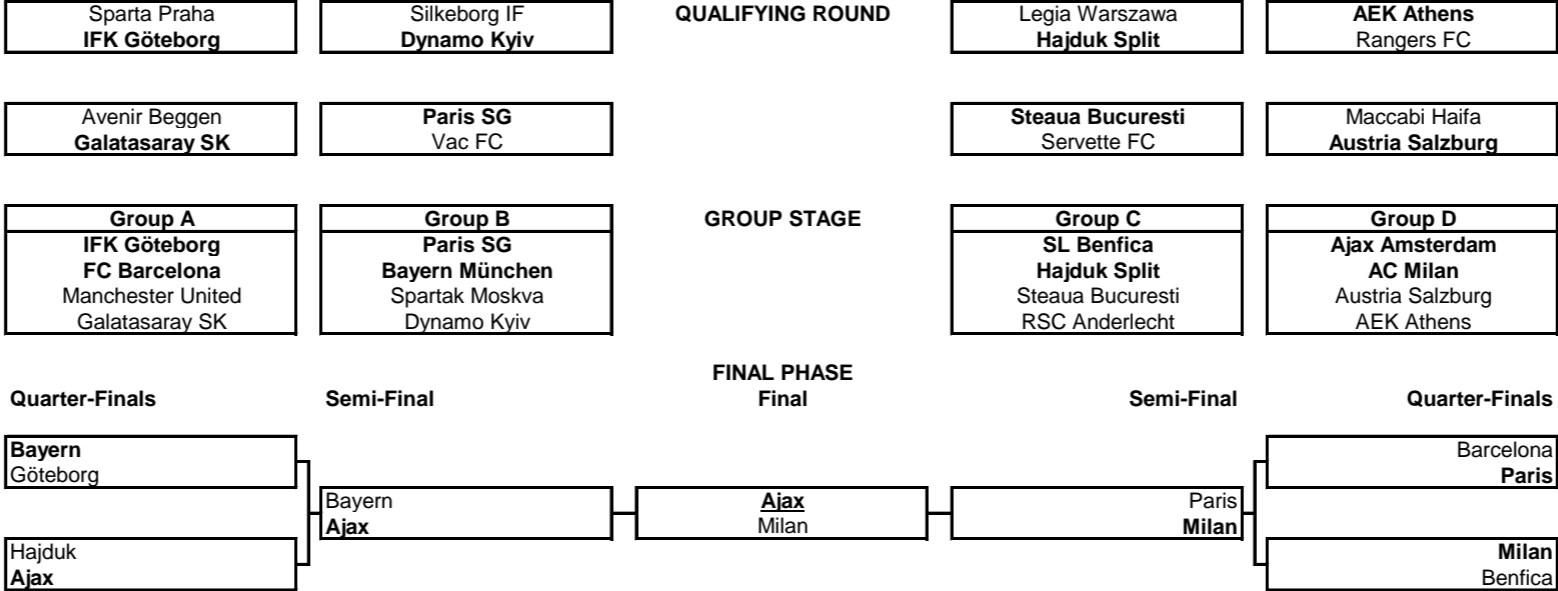 Sparta Praha Silkeborg IF QUALIFYING ROUND Legia Warszawa AEK Athens
IFK Göteborg Dynamo Kyiv Hajduk Split Rangers FC
Avenir Beggen Paris SG Steaua Bucuresti Maccabi Haifa
Galatasaray SK Vac FC Servette FC Austria Salzburg
Group A Group B GROUP STAGE Group C Group D
IFK Göteborg Paris SG SL Benfica Ajax Amsterdam
FC Barcelona Bayern München Hajduk Split AC Milan
Manchester United Spartak Moskva Steaua Bucuresti Austria Salzburg
Galatasaray SK Dynamo Kyiv RSC Anderlecht AEK Athens
FINAL PHASE
Quarter-Finals Semi-Final Final Semi-Final Quarter-Finals
Bayern Barcelona
Göteborg Paris
Bayern Ajax Paris
Ajax Milan Milan
Hajduk Milan
Ajax Benfica